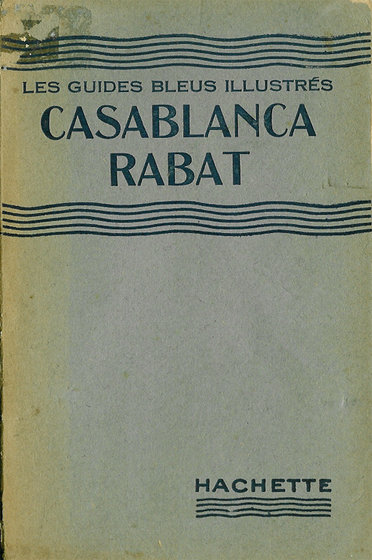 LES GUIDES BLEUS ILLUSTRÉS
CASABLANCA
RABAT
HACHETTE